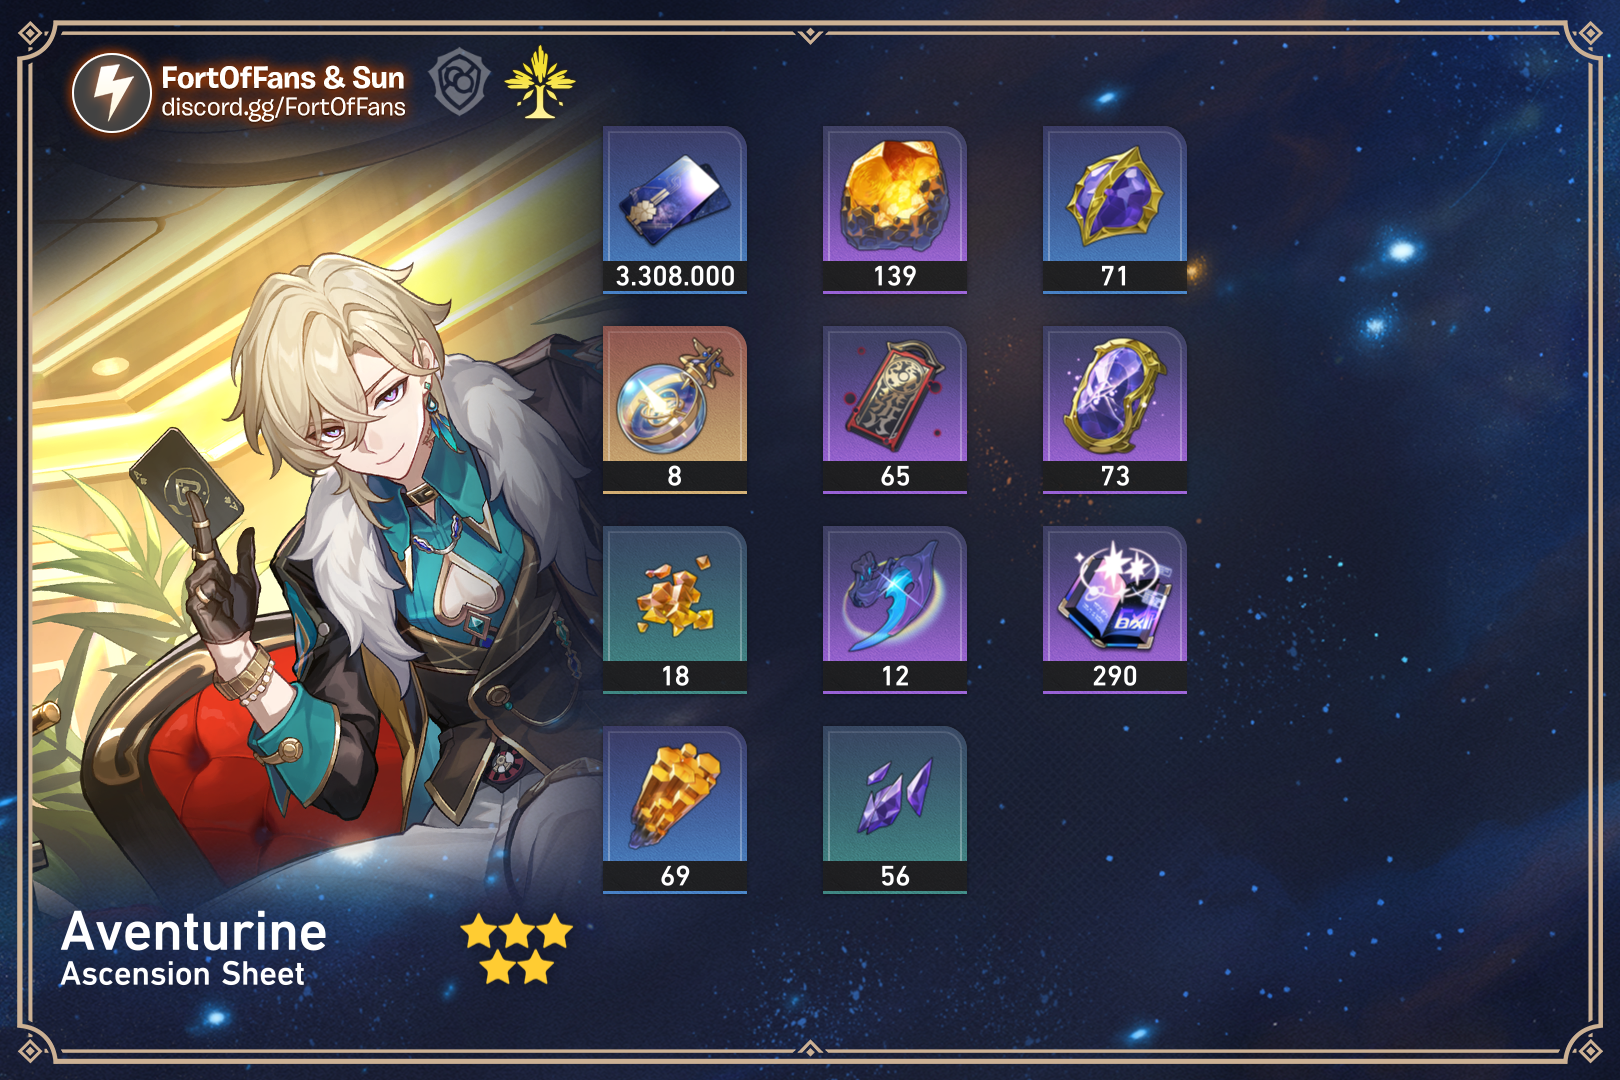 FortOfFans & Sun
discord.gg/FortOfFans
3.308.000
139
71
8
65
73
18
12
290
69
56
Aventurine
Ascension Sheet